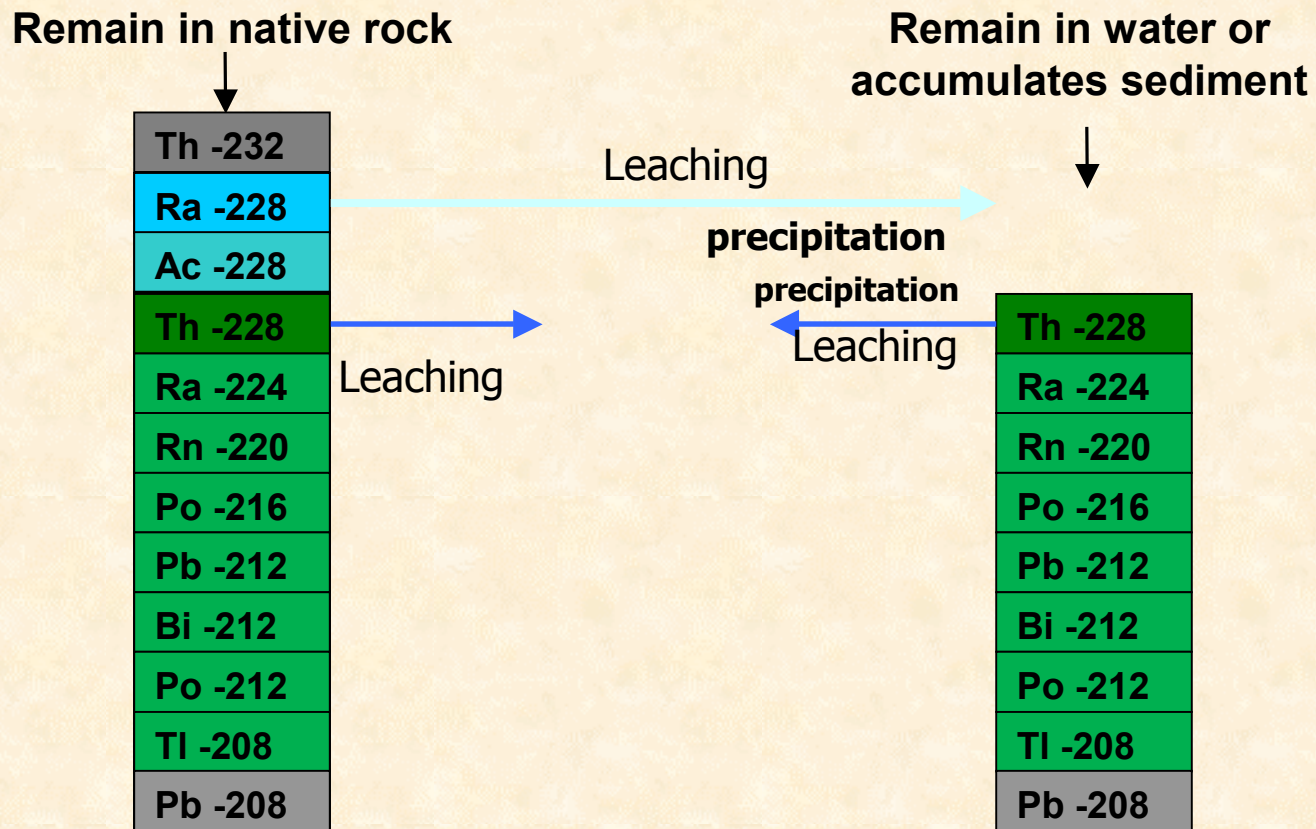 Remain in native rock
Remain in water or
accumulates sediment
Th -232
Ra -228
Ac -228
Th -228
Ra -224
Rn -220
Po -216
Pb -212
Bi -212
Po -212
Tl -208
Pb -208
Leaching
precipitation
precipitation
Leaching
Leaching
Th -228
Ra -224
Rn -220
Po -216
Pb -212
Bi -212
Po -212
Tl -208
Pb -208